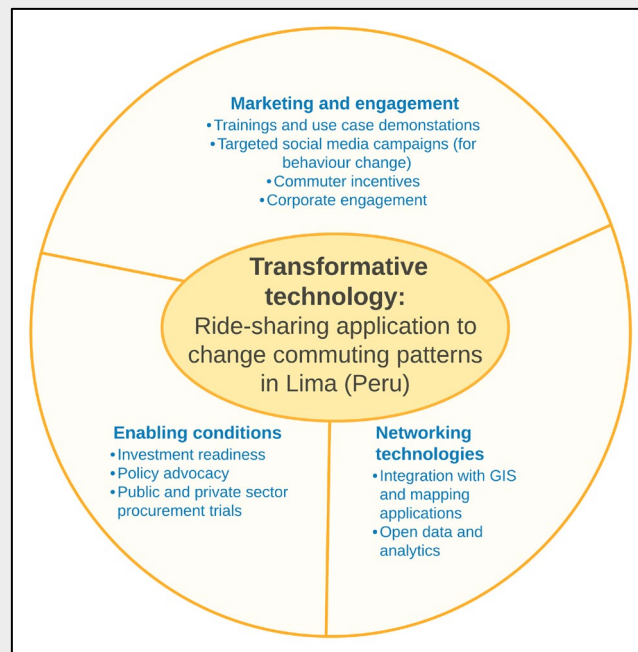 Marketing and engagement
•Trainings and use case demonstations
•Targeted social media campaigns (for
behaviour change)
•Commuter incentives
•Corporate engagement
Transformative
technology:
Ride-sharing application to
change commuting patterns
in Lima (Peru)
Enabling conditions
•Investment readiness
•Policy advocacy
•Public and private sector
procurement trials
Networking
technologies
•Integration with GIS
and mapping
applications
•Open data and
analytics